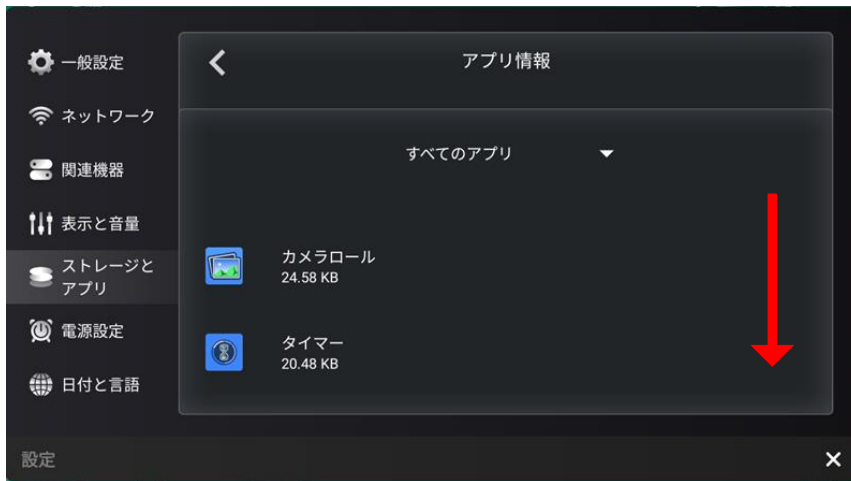 一般設定
ネットワーク
関連機器
表示と音量
ストレージと
アプリ
電源設定
日付と言語
アプリ情報
すべてのアプリ
カメラロール
24.58 KB
タイマー
20.48 KB
設定